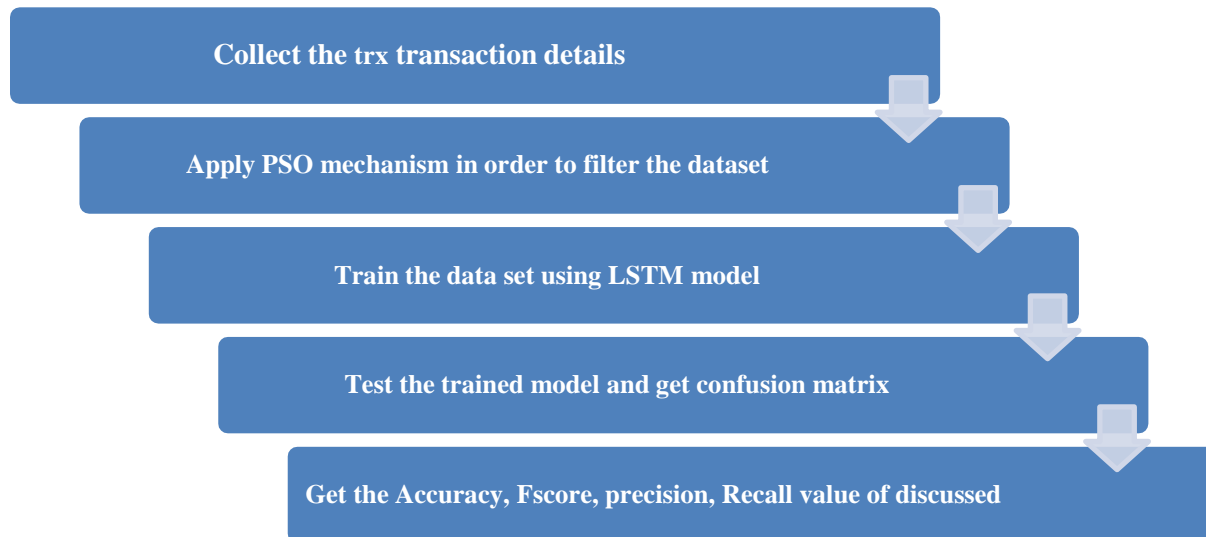 Collect the trx transaction details
Apply PSO mechanism in order to filter the dataset
Train the data set using LSTM model
Test the trained model and get confusion matrix
Get the Accuracy, Fscore, precision, Recall value of discussed